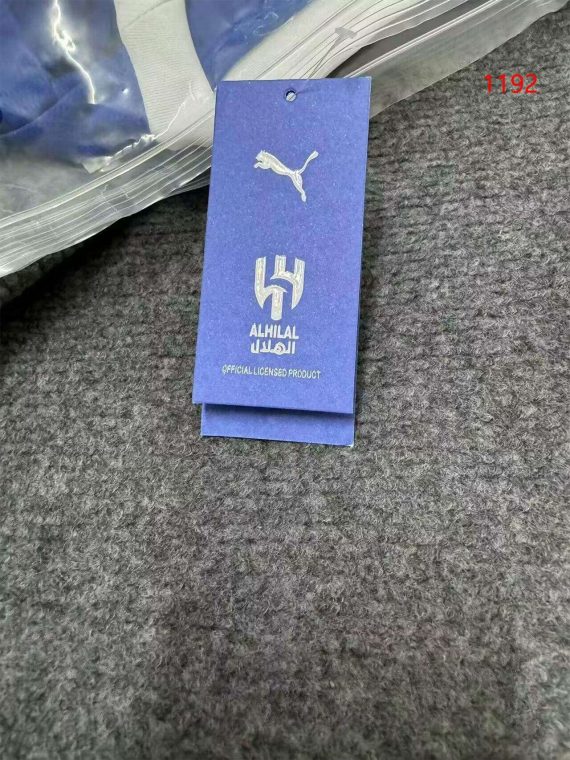 1192
ALHILAL
الهلال
OFFICIAL LICENSED PRODUCT